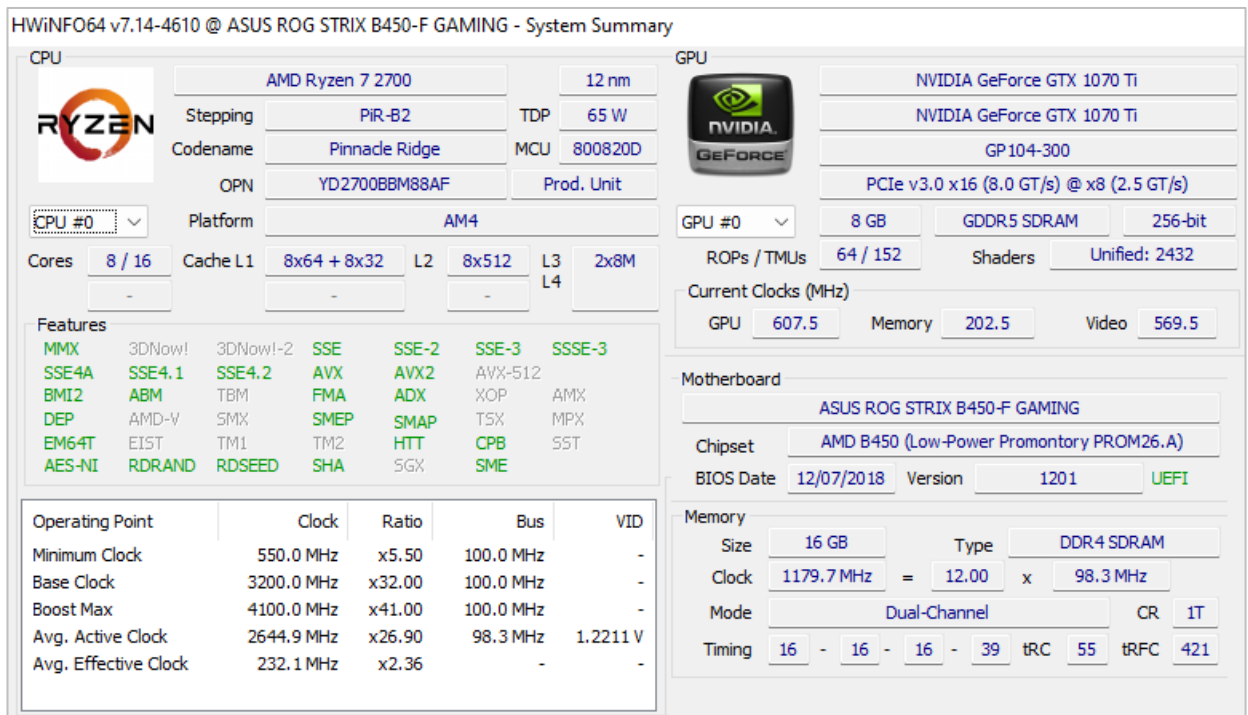 HWiNFO64 v7.14-4610 @ ASUS ROG STRIX B450-F GAMING - System Summary
CPU
RYZEN
AMD Ryzen 7 2700 12 nm
Stepping PiR-B2 TDP 65 W
Codename Pinnacle Ridge MCU 800820D
OPN YD2700BBM88AF Prod. Unit
CPU #0 Platform AM4
Cores 8 / 16 Cache L1 8x64 + 8x32 L2 8x512 L3 2x8M
- - - L4
Features
MMX 3DNow! 3DNow!-2 SSE SSE-2 SSE-3 SSSE-3
SSE4A SSE4.1 SSE4.2 AVX AVX2 AVX-512
BMI2 ABM TBM FMA ADX XOP AMX
DEP AMD-V SMX SMEP SMAP TSX MPX
EM64T EIST TM1 TM2 HTT CPB SST
AES-NI RDRAND RDSEED SHA SGX SME
Operating Point Clock Ratio Bus VID
Minimum Clock 550.0 MHz x5.50 100.0 MHz -
Base Clock 3200.0 MHz x32.00 100.0 MHz -
Boost Max 4100.0 MHz x41.00 100.0 MHz -
Avg. Active Clock 2644.9 MHz x26.90 98.3 MHz 1.2211 V
Avg. Effective Clock 232.1 MHz x2.36 - -
GPU
NVIDIA GEFORCE
NVIDIA GeForce GTX 1070 Ti
NVIDIA GeForce GTX 1070 Ti
GP104-300
PCIe v3.0 x16 (8.0 GT/s) @ x8 (2.5 GT/s)
GPU #0 8 GB GDDR5 SDRAM 256-bit
ROPs / TMUs 64 / 152 Shaders Unified: 2432
Current Clocks (MHz)
GPU 607.5 Memory 202.5 Video 569.5
Motherboard
ASUS ROG STRIX B450-F GAMING
Chipset AMD B450 (Low-Power Promontory PROM26.A)
BIOS Date 12/07/2018 Version 1201 UEFI
Memory
Size 16 GB Type DDR4 SDRAM
Clock 1179.7 MHz = 12.00 x 98.3 MHz
Mode Dual-Channel CR 1T
Timing 16 - 16 - 16 - 39 tRC 55 tRFC 421